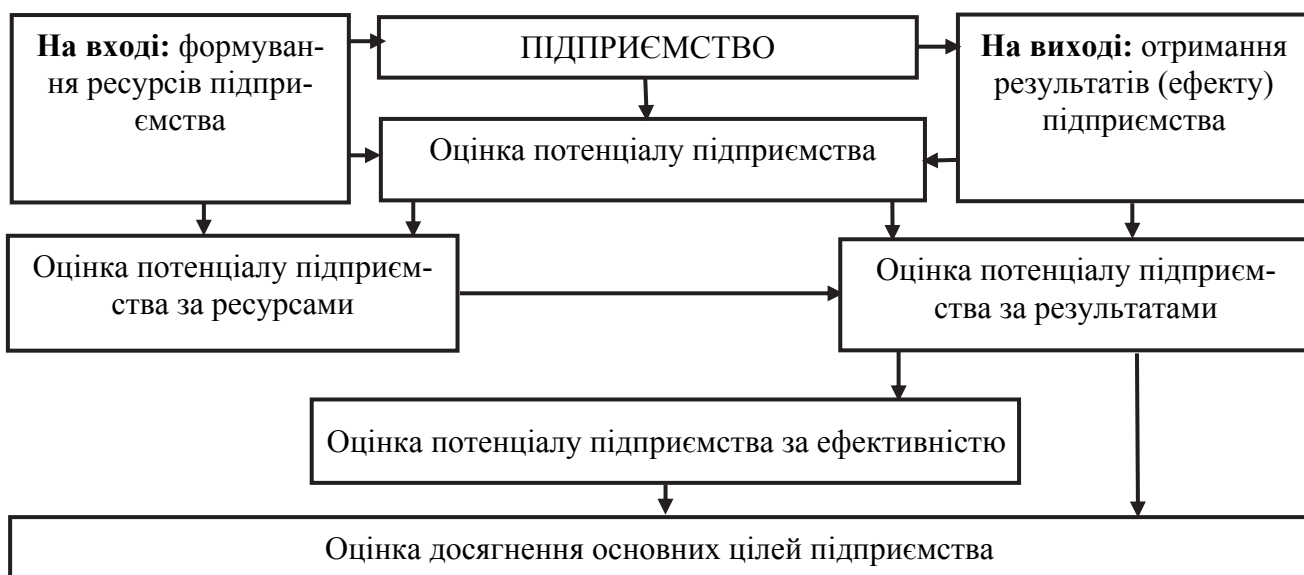 На вході: формуван-
ня ресурсів підпри-
ємства
ПІДПРИЄМСТВО
На виході: отримання
результатів (ефекту)
підприємства
Оцінка потенціалу підприємства
Оцінка потенціалу підприєм-
ства за ресурсами
Оцінка потенціалу підприєм-
ства за результатами
Оцінка потенціалу підприємства за ефективністю
Оцінка досягнення основних цілей підприємства